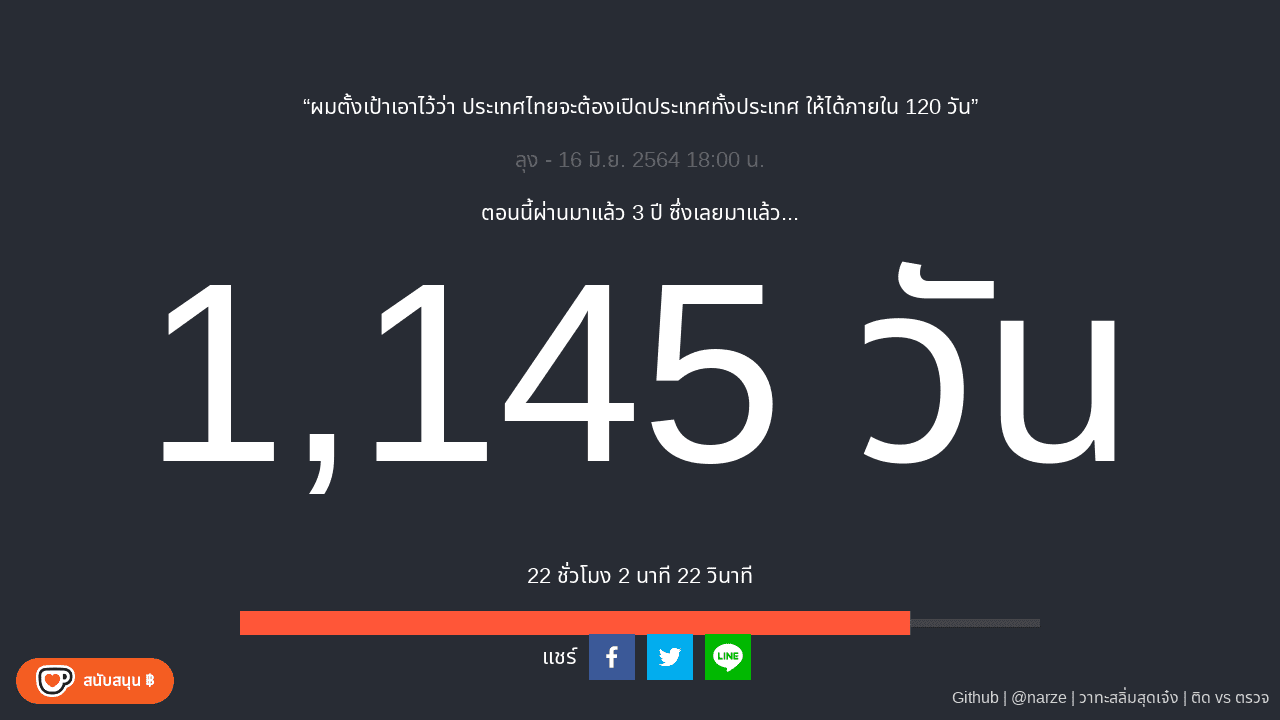 “ผมตั้งเป้าเอาไว้ว่า ประเทศไทยจะต้องเปิดประเทศทั้งประเทศ ให้ได้ภายใน 120 วัน”
ลุง - 16 มิ.ย. 2564 18:00 น.
ตอนนี้ผ่านมาแล้ว 3 ปี ซึ่งเลยมาแล้ว...
1,145 วัน
22 ชั่วโมง 2 นาที 22 วินาที
แชร์
LINE
สนับสนุน ฿
Github | @narze | วาทะสลิ่มสุดเจ๋ง | ติด vs ตรวจ